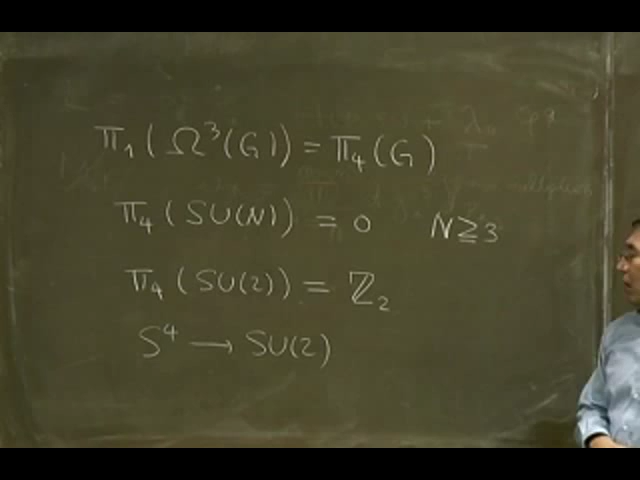 π₁(Ω³(G)) = π₄(G)
π₄(SU(N)) = 0 N ≧ 3
π₄(SU(2)) = ℤ₂
S⁴ → SU(2)